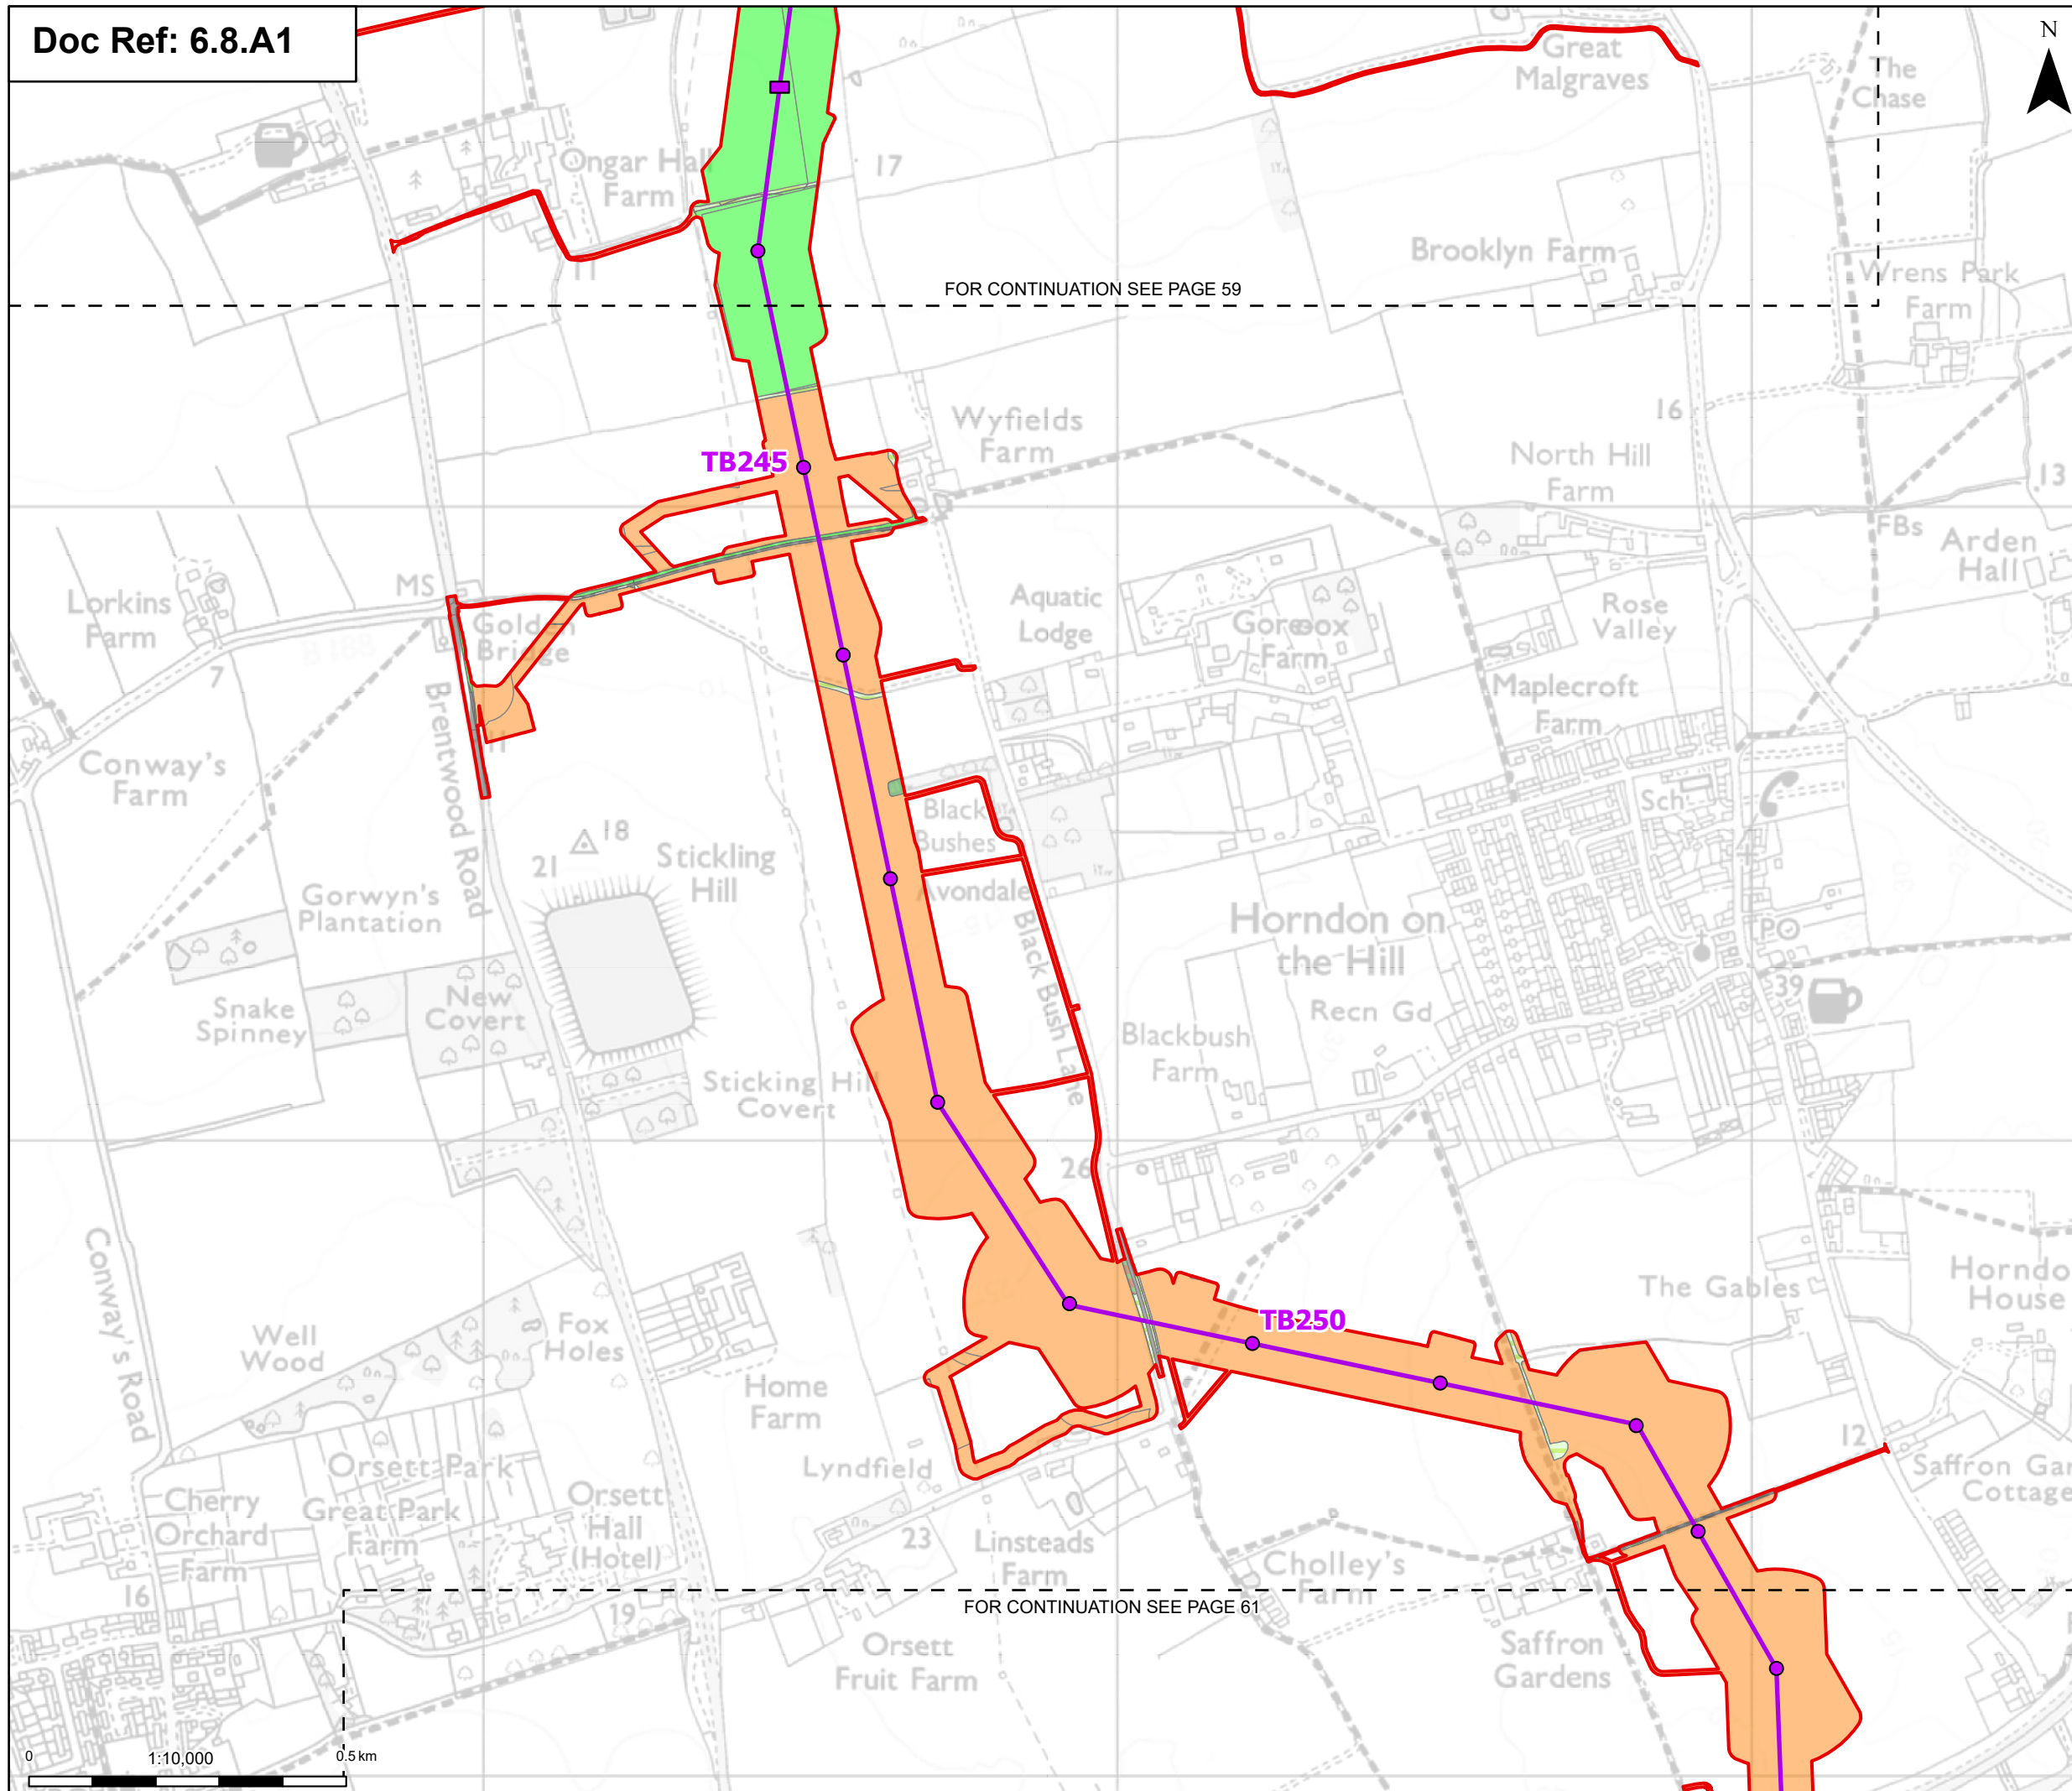 Doc Ref: 6.8.A1
N
Great
Malgraves
The
Chase
Ongar Hall
Farm
17
11
Brooklyn Farm
Wrens Park
Farm
FOR CONTINUATION SEE PAGE 59
Wyfields
Farm
16
TB245
North Hill
Farm
13
FBs
Arden
Hall
MS
Lorkins
Farm
Golden
Bridge
7
Aquatic
Lodge
Rose
Valley
Farm
Maplecroft
Farm
Brentwood Road
11
Conway's
Farm
Sch
Black
Bushes
21
18
Stickling
Hill
Gorwyn's
Plantation
Avondale
Black Bush Lane
Horndon on
the Hill
PO
39
Snake
Spinney
New
Covert
Recn Gd
Blackbush
Farm
Sticking Hill
Covert
26
Conway's Road
The Gables
Horndo
House
Well
Wood
Fox
Holes
TB250
Home
Farm
12
Orsett Park
Lyndfield
Saffron Gar
Cottage
Cherry
Orchard
Farm
Great Park
Farm
Orsett
Hall
(Hotel)
23
Linsteads
Farm
Cholley's
Farm
16
19
FOR CONTINUATION SEE PAGE 61
Orsett
Fruit Farm
Saffron
Gardens
0
1:10,000
0.5 km